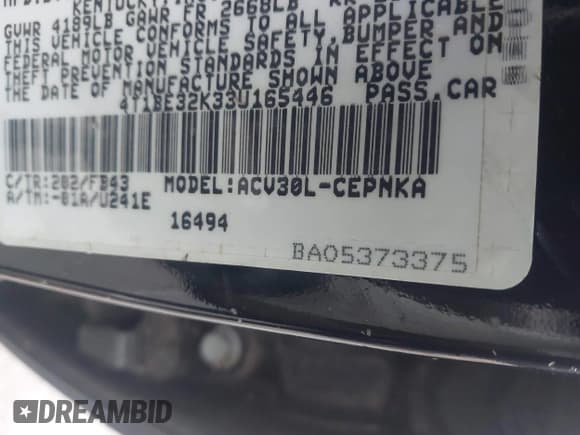 KENTUCKY,
GVWR 4189LB GAWR FR 2668LB RR
THIS VEHICLE CONFORMS TO ALL
FEDERAL MOTOR VEHICLE SAFETY, BUMPER AND
THEFT PREVENTION STANDARDS IN EFFECT ON
THE DATE OF MANUFACTURE SHOWN ABOVE
4T1BE32K33U165446 PASS. CAR
C/TR:202/FB43 MODEL:ACV30L-CEPNKA
A/TM:-01A/U241E
16494
BA05373375
DREAMBID